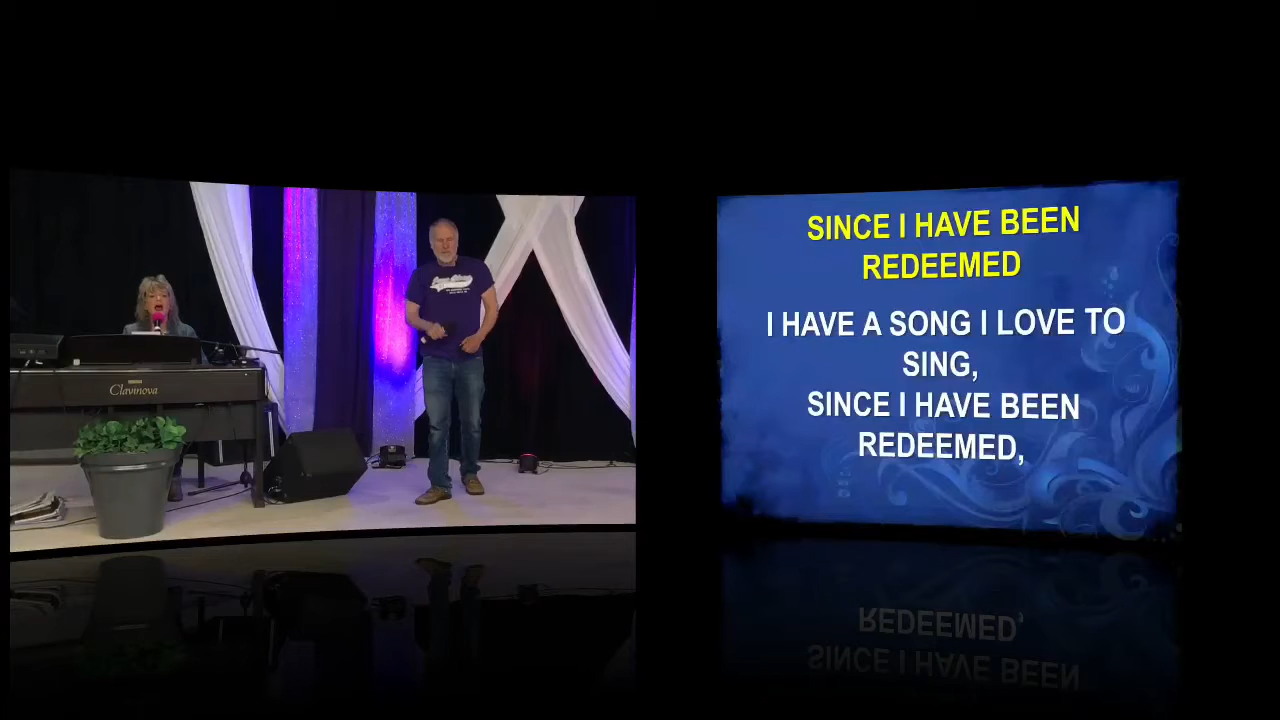 SINCE I HAVE BEEN
REDEEMED
I HAVE A SONG I LOVE TO
SING,
SINCE I HAVE BEEN
REDEEMED,
Clavinova